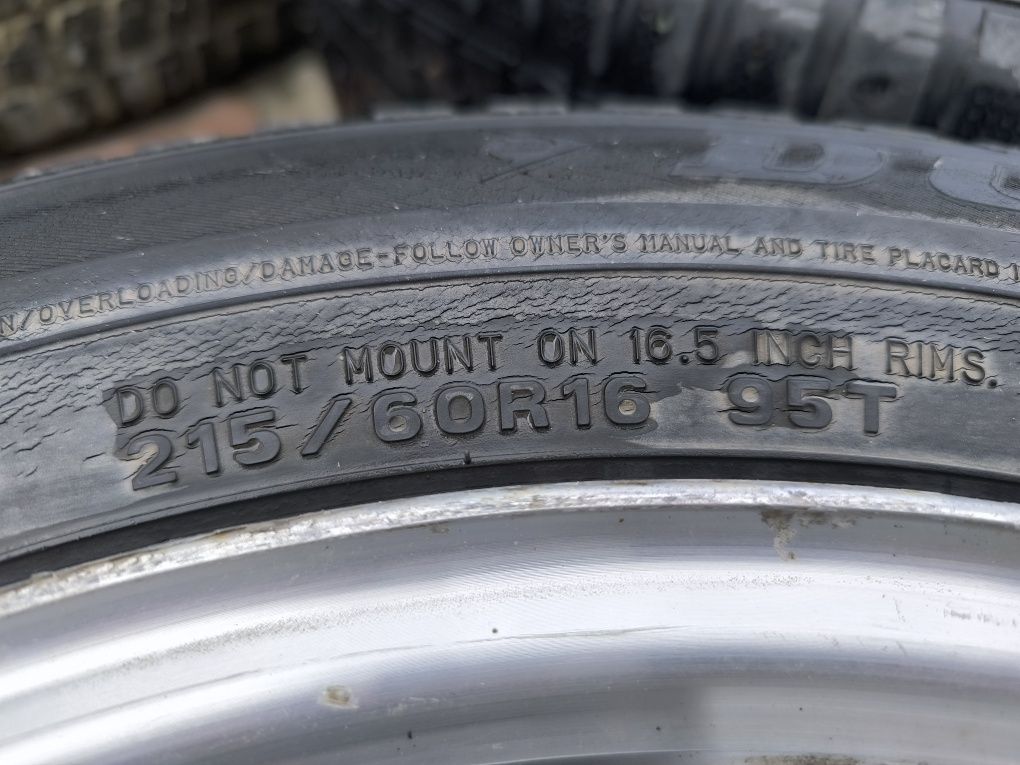 DU
/OVERLOADING/DAMAGE-FOLLOW OWNER'S MANUAL AND TIRE PLACARD
DO NOT MOUNT ON 16.5 INCH RIMS.
215/60R16 95T